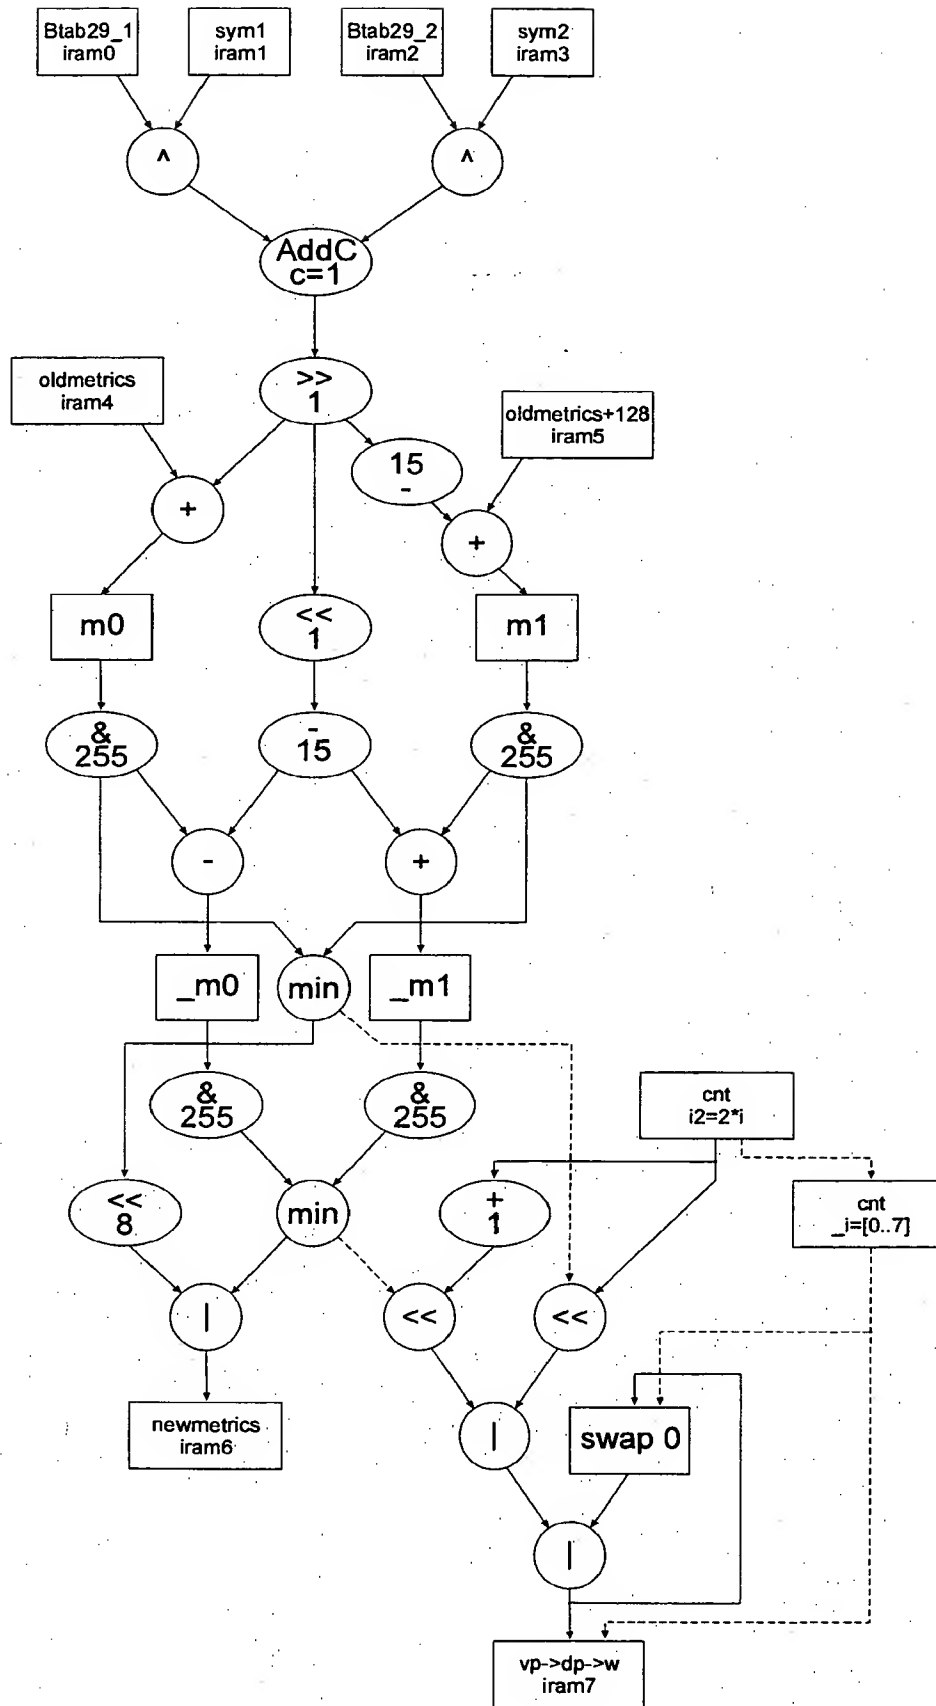 Btab29_1
iram0
sym1
iram1
Btab29_2
iram2
sym2
iram3
^
^
AddC
c=1
>>
1
oldmetrics
iram4
oldmetrics+128
iram5
15
-
+
+
m0
<<
1
m1
&
255
-
15
&
255
-
+
_m0
min
_m1
&
255
&
255
cnt
i2=2*i
<<
8
min
+
1
cnt
_i=[0..7]
|
<<
<<
newmetrics
iram6
|
swap 0
|
vp->dp->w
iram7